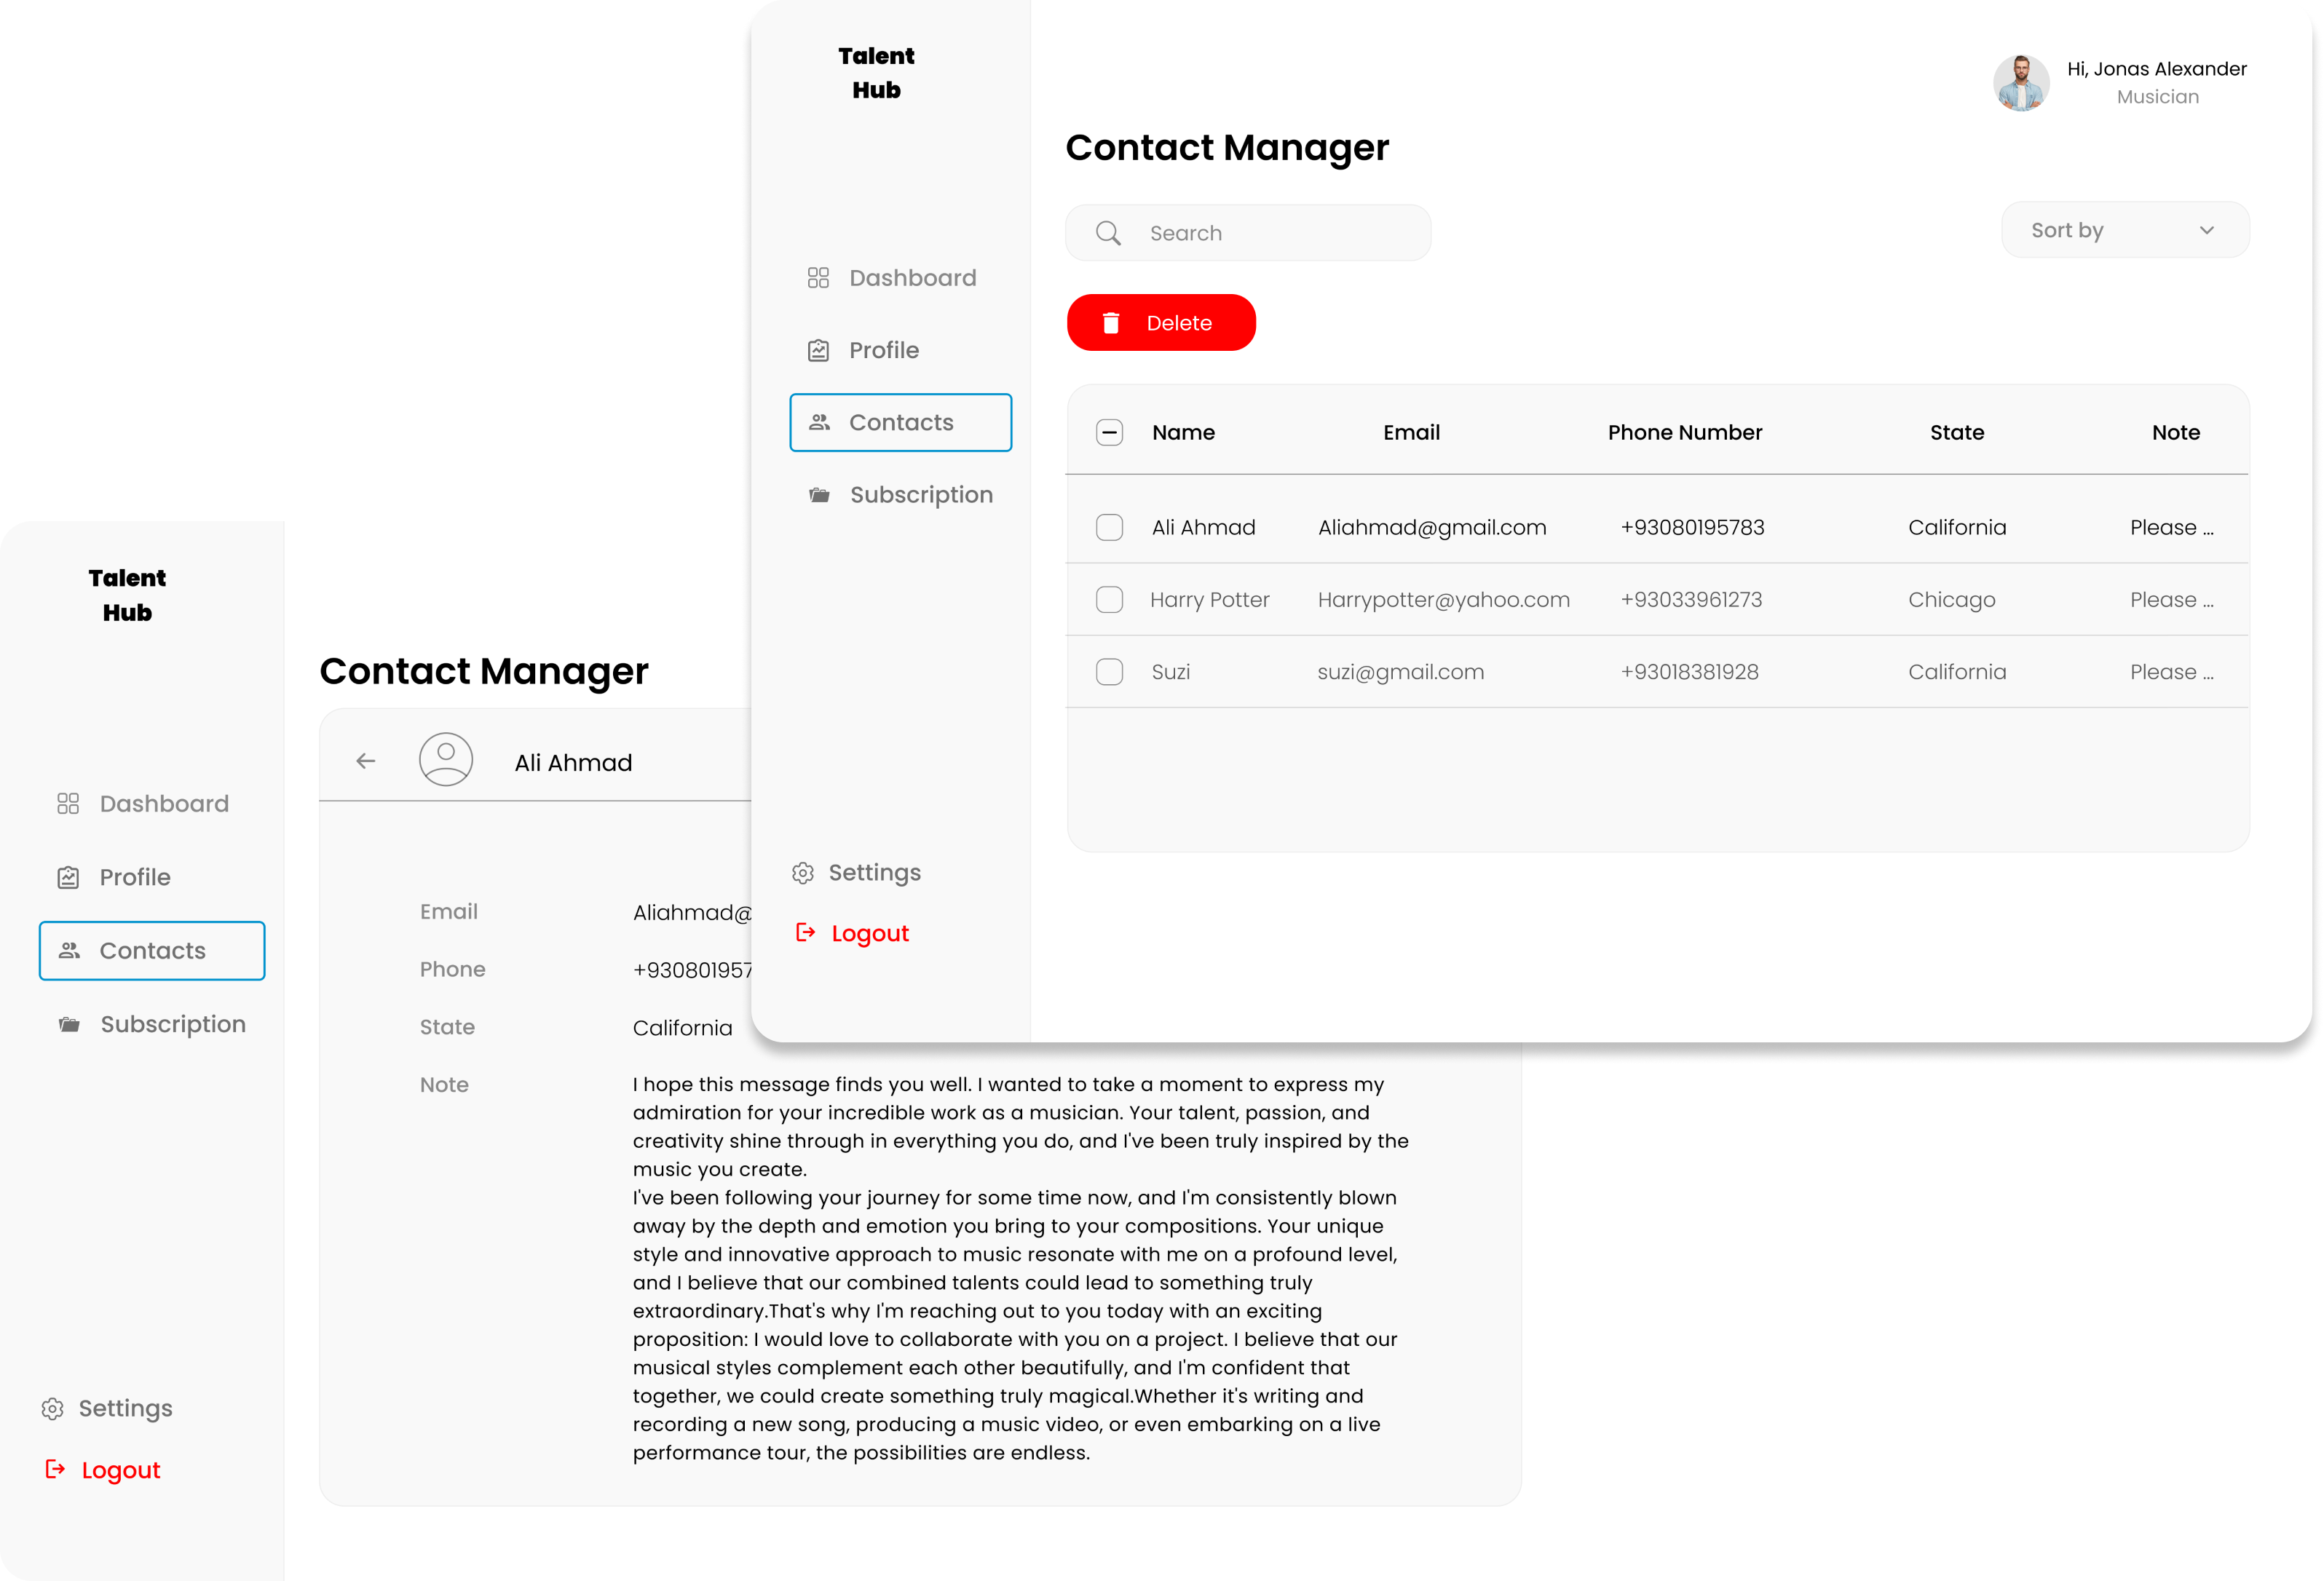 Talent
Hub
Dashboard
Profile
Contacts
Subscription
Settings
Logout
Hi, Jonas Alexander
Musician
Contact Manager
Search
Sort by
Delete
Name Email Phone Number State Note
Ali Ahmad Aliahmad@gmail.com +93080195783 California Please ...
Harry Potter Harrypotter@yahoo.com +93033961273 Chicago Please ...
Suzi suzi@gmail.com +93018381928 California Please ...
Talent
Hub
Dashboard
Profile
Contacts
Subscription
Settings
Logout
Contact Manager
Ali Ahmad
Email Aliahmad@
Phone +930801957
State California
Note I hope this message finds you well. I wanted to take a moment to express my
admiration for your incredible work as a musician. Your talent, passion, and
creativity shine through in everything you do, and I've been truly inspired by the
music you create.
I've been following your journey for some time now, and I'm consistently blown
away by the depth and emotion you bring to your compositions. Your unique
style and innovative approach to music resonate with me on a profound level,
and I believe that our combined talents could lead to something truly
extraordinary.That's why I'm reaching out to you today with an exciting
proposition: I would love to collaborate with you on a project. I believe that our
musical styles complement each other beautifully, and I'm confident that
together, we could create something truly magical.Whether it's writing and
recording a new song, producing a music video, or even embarking on a live
performance tour, the possibilities are endless.